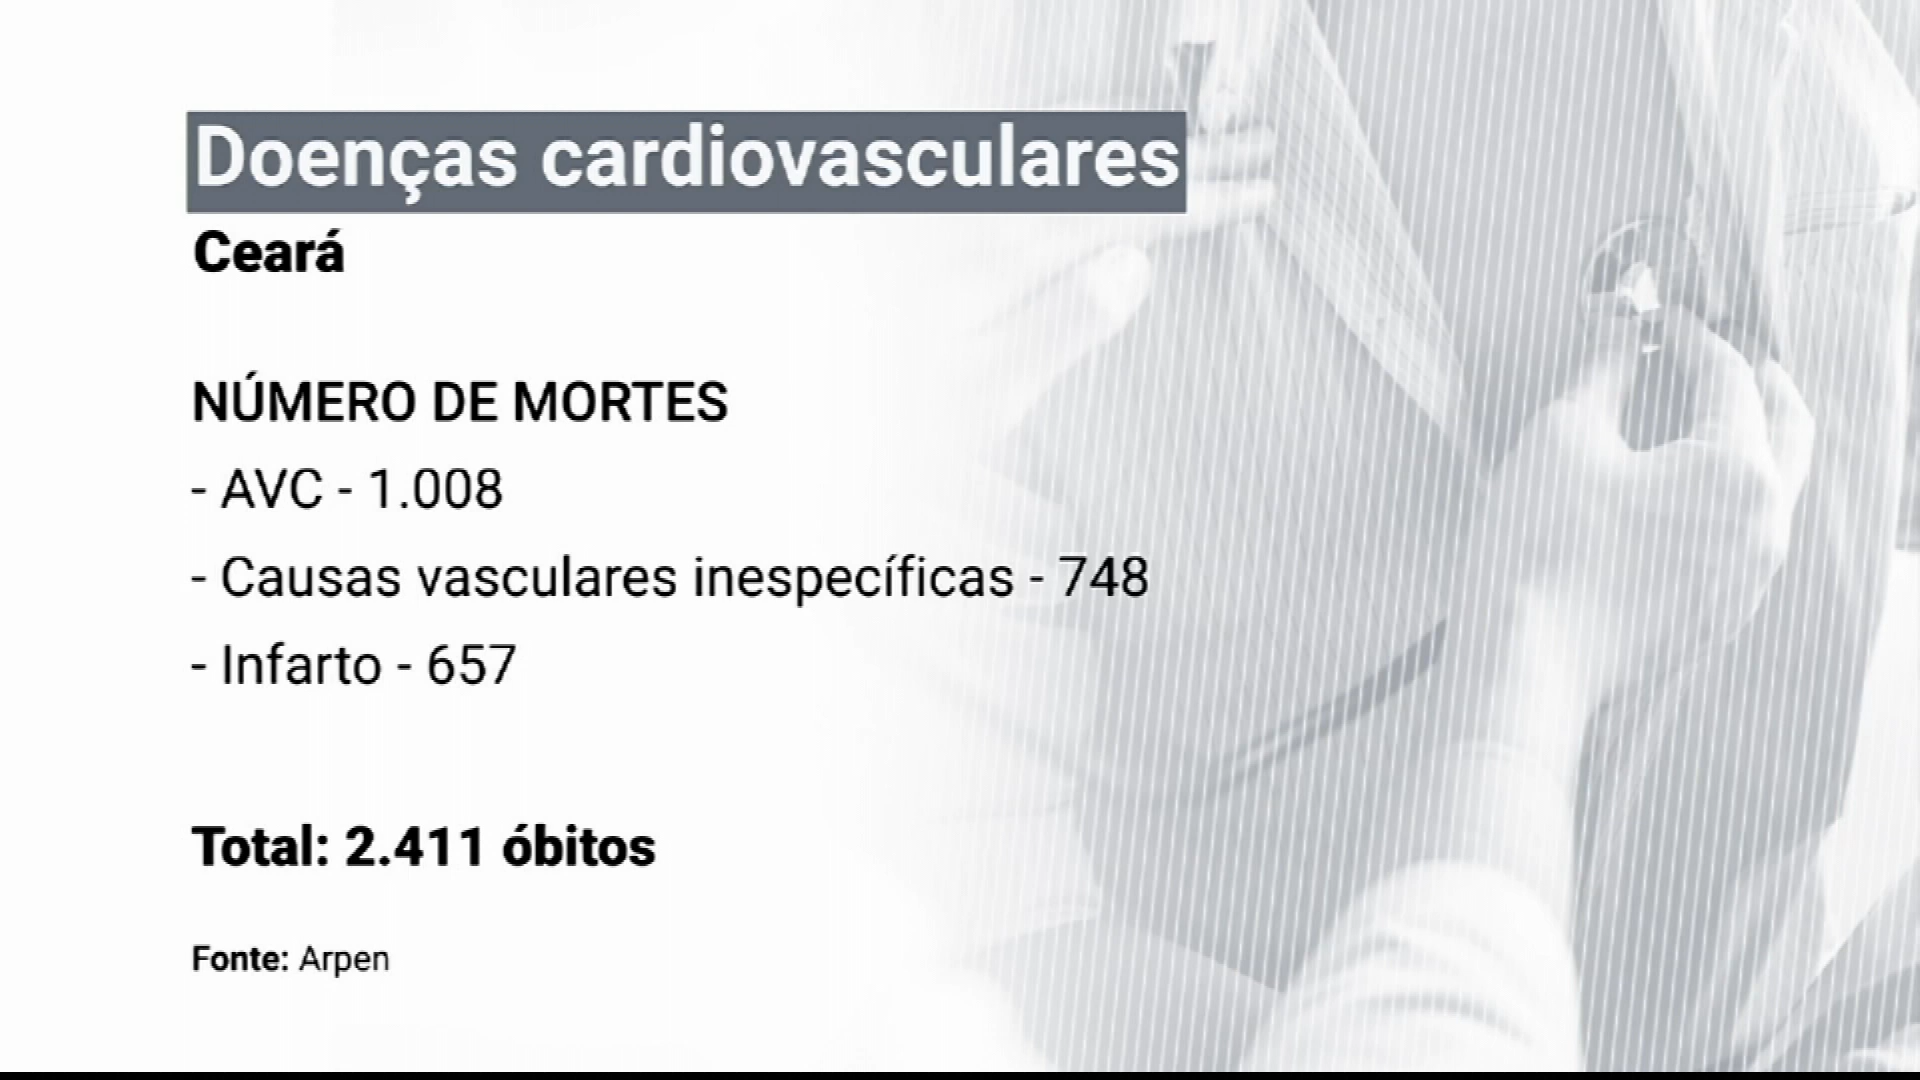 Doenças cardiovasculares
Ceará
NÚMERO DE MORTES
- AVC - 1.008
- Causas vasculares inespecíficas - 748
- Infarto - 657
Total: 2.411 óbitos
Fonte: Arpen